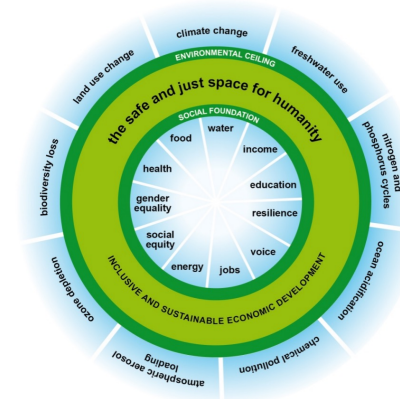 climate change
freshwater use
nitrogen and
phosphorus cycles
ocean acidification
chemical pollution
atmospheric aerosol
loading
ozone depletion
biodiversity loss
land use change
ENVIRONMENTAL CEILING
the safe and just space for humanity
SOCIAL FOUNDATION
water
income
education
resilience
voice
jobs
energy
social
equity
gender
equality
health
food
INCLUSIVE AND SUSTAINABLE ECONOMIC DEVELOPMENT